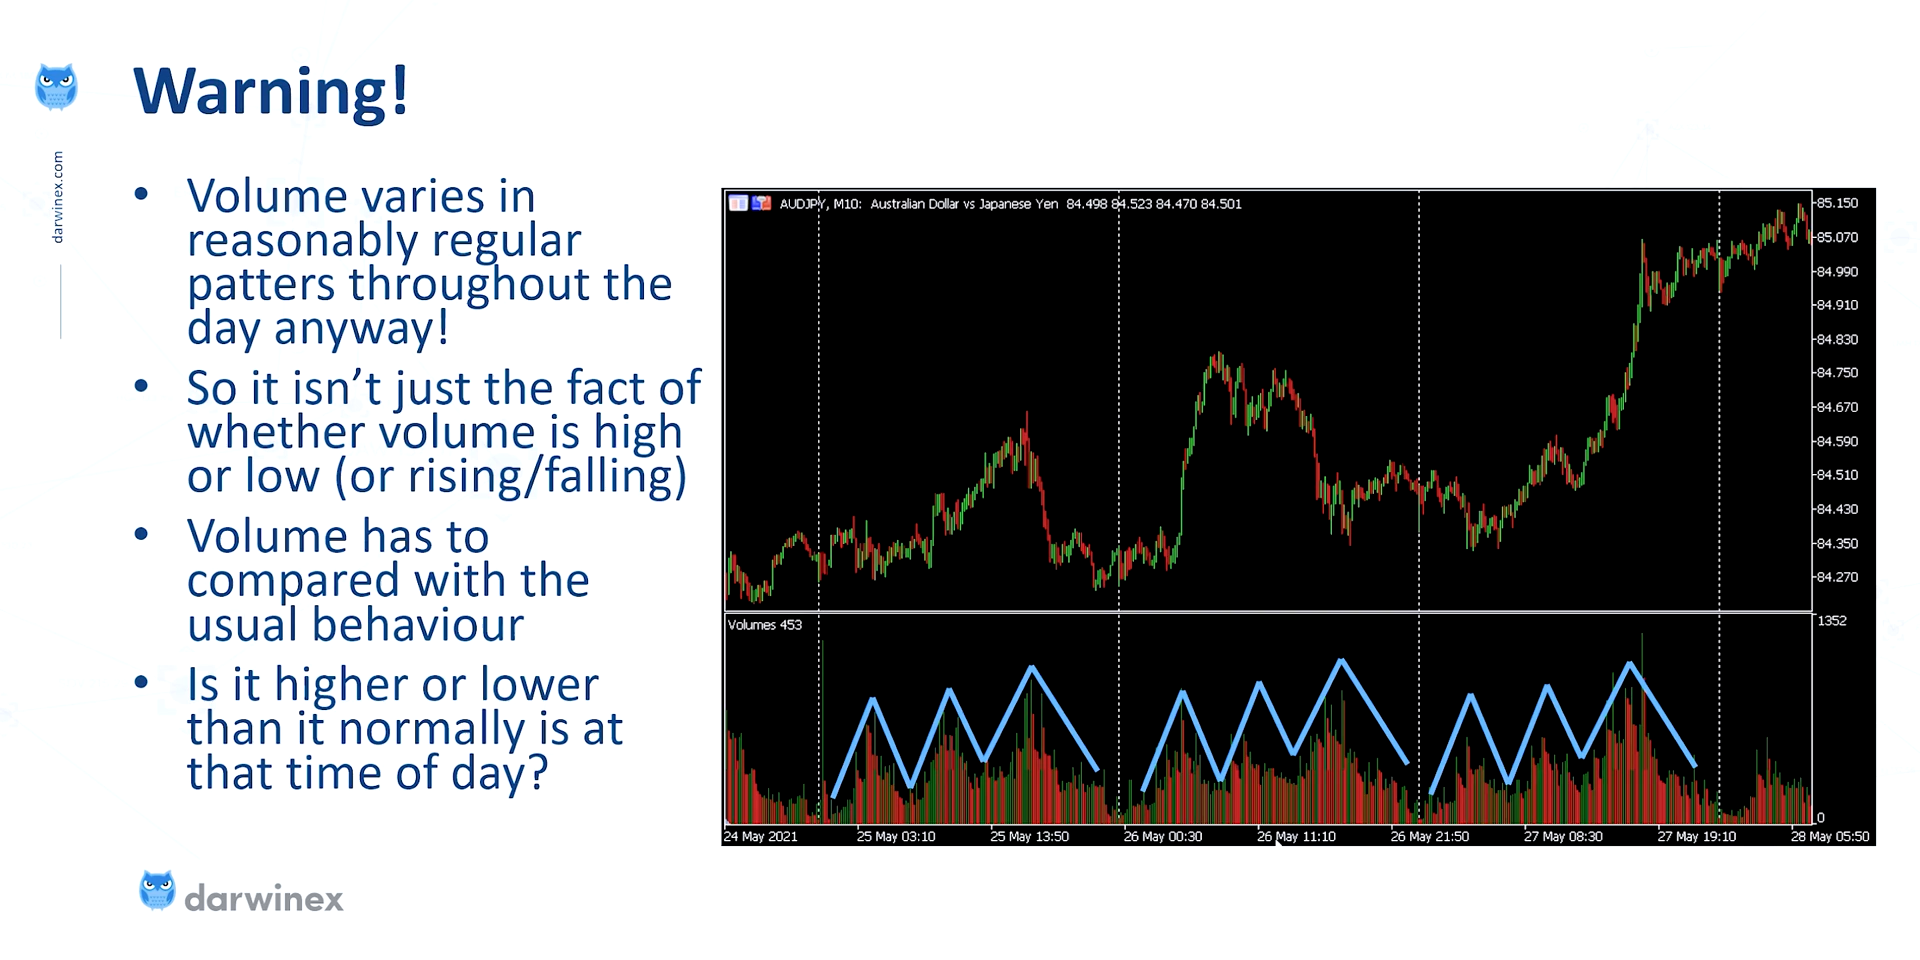 Warning!
darwinex.com
• Volume varies in
reasonably regular
patters throughout the
day anyway!
• So it isn’t just the fact of
whether volume is high
or low (or rising/falling)
• Volume has to
compared with the
usual behaviour
• Is it higher or lower
than it normally is at
that time of day?
AUDJPY, M10: Australian Dollar vs Japanese Yen 84.498 84.523 84.470 84.501
85.150
85.070
84.990
84.910
84.830
84.750
84.670
84.590
84.510
84.430
84.350
84.270
Volumes 453
1352
0
24 May 2021
25 May 03:10
25 May 13:50
26 May 00:30
26 May 11:10
26 May 21:50
27 May 08:30
27 May 19:10
28 May 05:50
darwinex